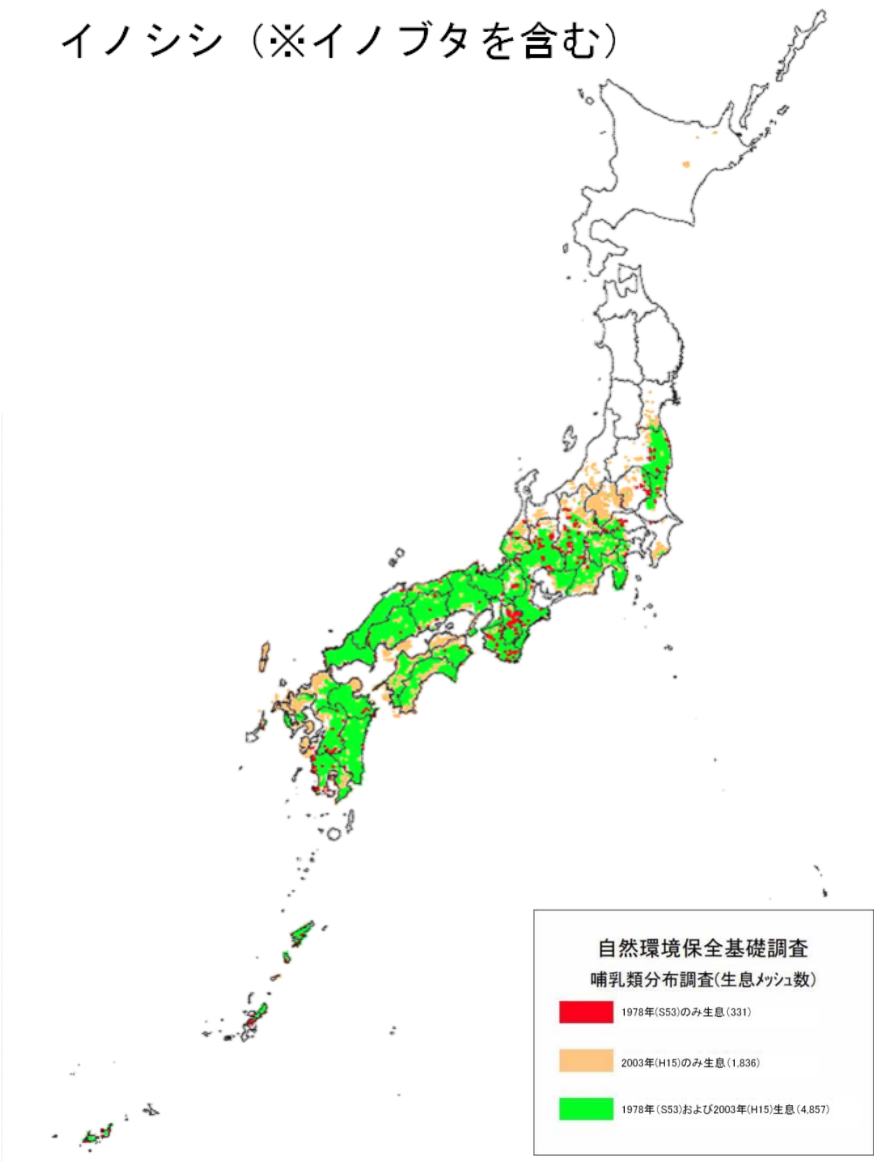 イノシシ（※イノブタを含む）
自然環境保全基礎調査
哺乳類分布調査(生息メッシュ数)
1978年(S53)のみ生息(331)
2003年(H15)のみ生息(1,836)
1978年(S53)および2003年(H15)生息(4,857)